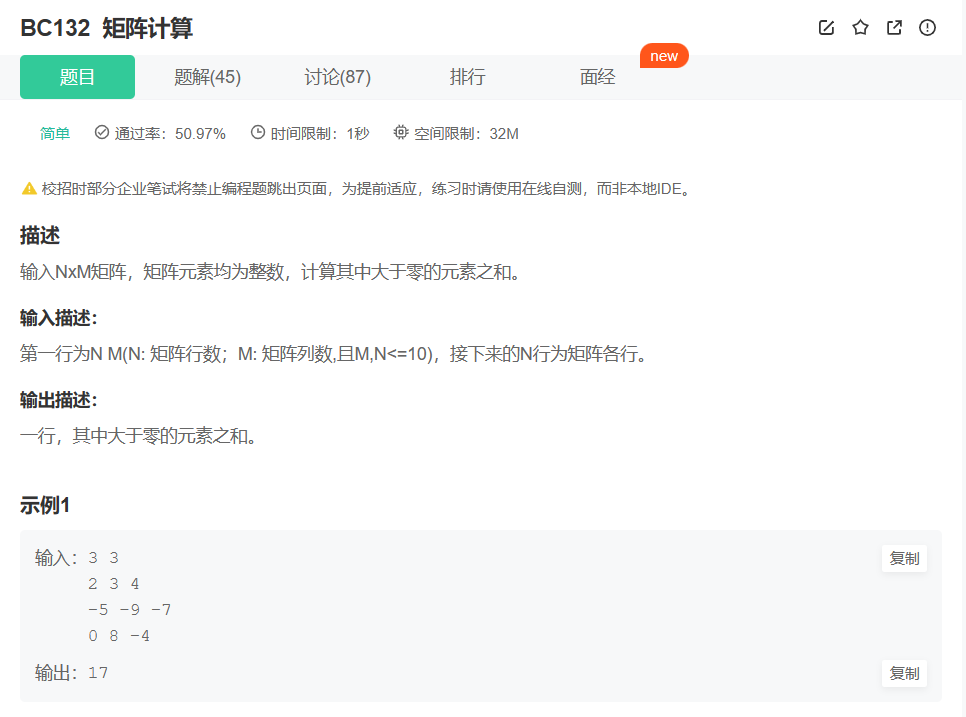 BC132 矩阵计算
题目 题解(45) 讨论(87) 排行 面经 new
简单 通过率：50.97% 时间限制：1秒 空间限制：32M
校招时部分企业笔试将禁止编程题跳出页面，为提前适应，练习时请使用在线自测，而非本地IDE。
描述
输入NxM矩阵，矩阵元素均为整数，计算其中大于零的元素之和。
输入描述：
第一行为N M(N: 矩阵行数；M: 矩阵列数,且M,N<=10)，接下来的N行为矩阵各行。
输出描述：
一行，其中大于零的元素之和。
示例1
输入：3 3 复制
2 3 4
-5 -9 -7
0 8 -4
输出：17 复制